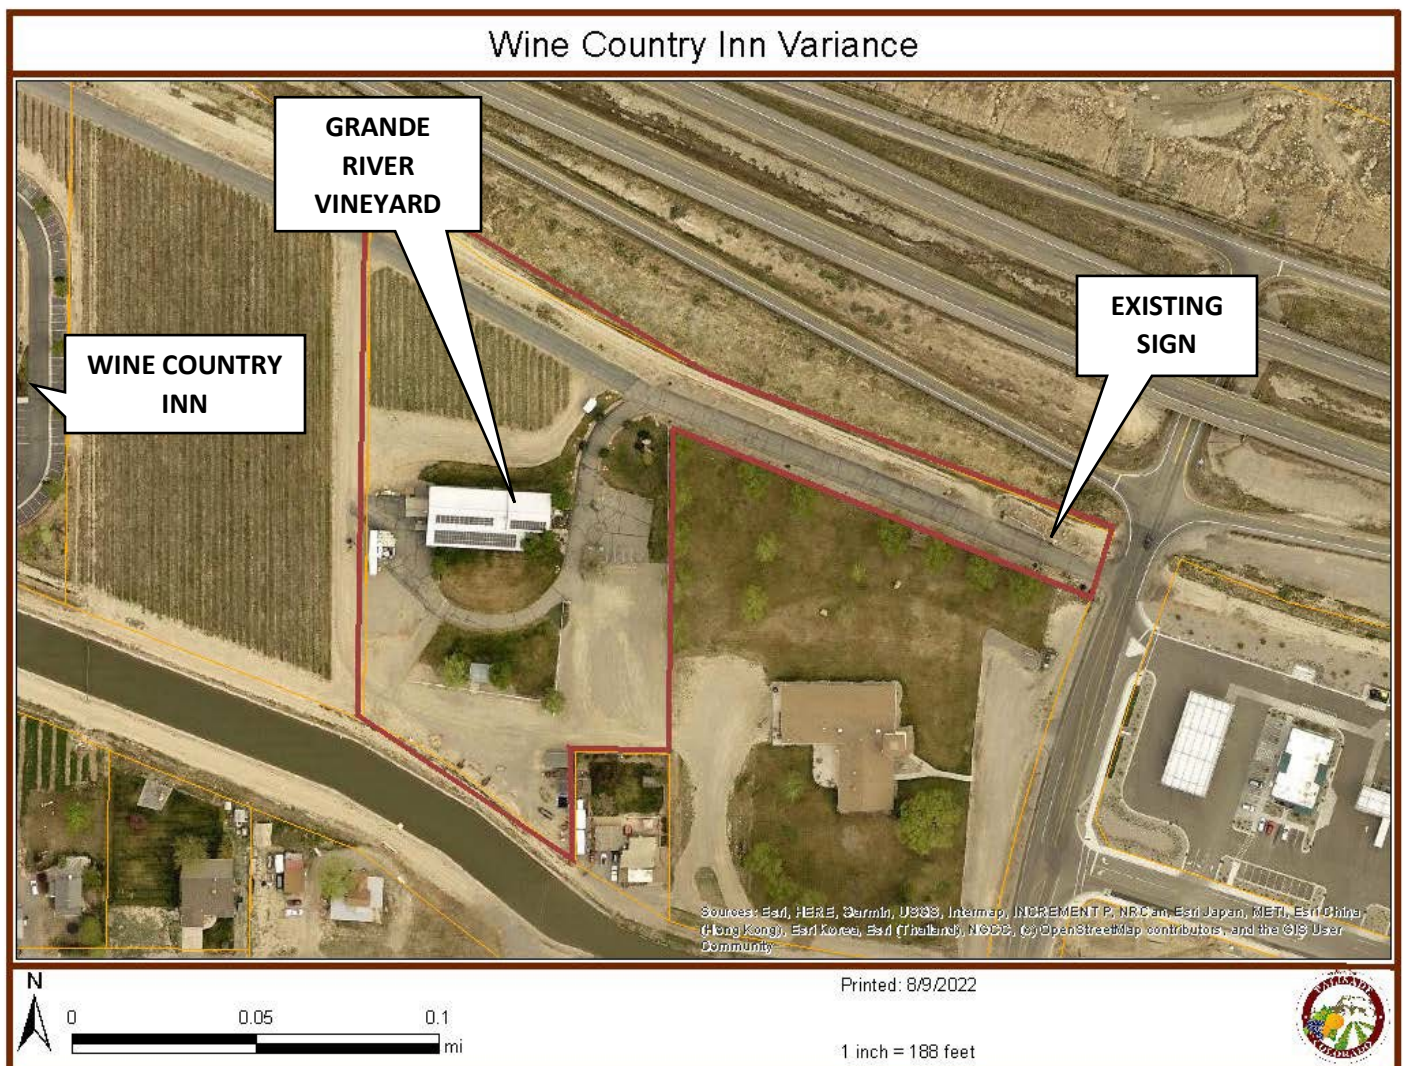 Wine Country Inn Variance
GRANDE
RIVER
VINEYARD
EXISTING
SIGN
WINE COUNTRY
INN
Sources: Esri, HERE, Garmin, USGS, Intermap, INCREMENT P, NRCan, Esri Japan, METI, Esri China
(Hong Kong), Esri Korea, Esri (Thailand), NGCC, (c) OpenStreetMap contributors, and the GIS User
Community
N
0 0.05 0.1
mi
Printed: 8/9/2022
1 inch = 188 feet
PALISADE
COLORADO